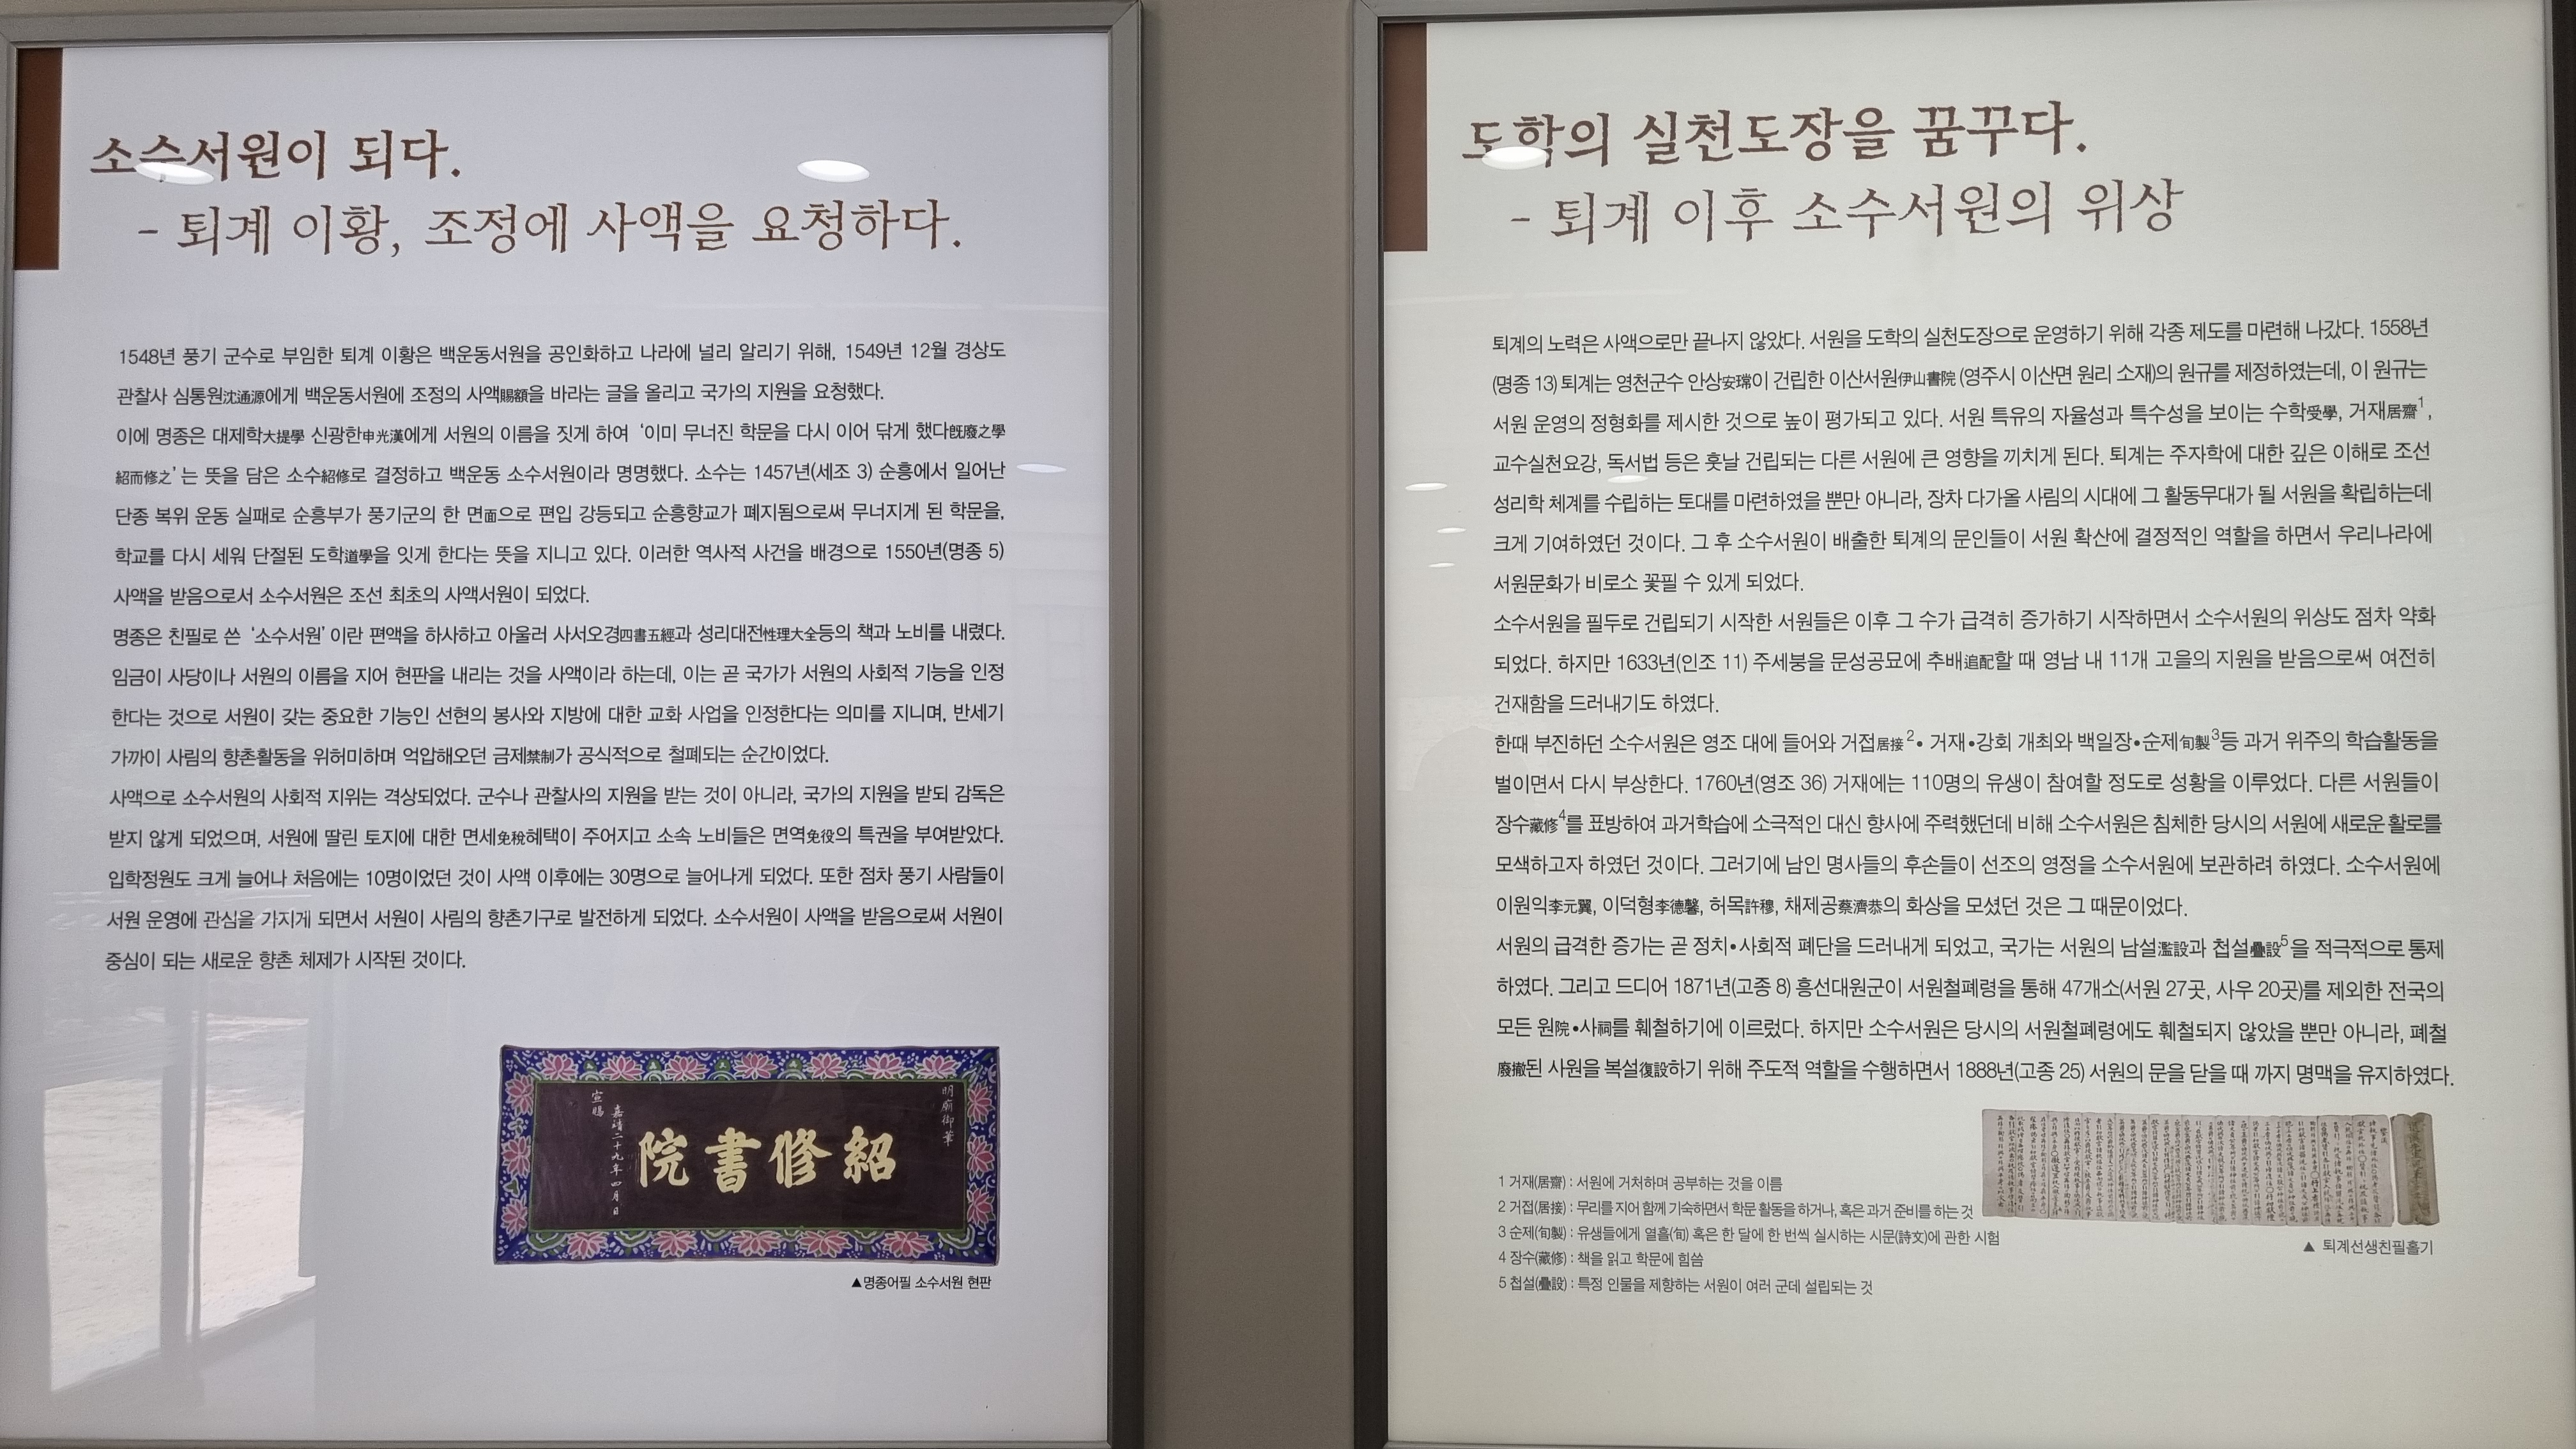 소수서원이 되다.
- 퇴계 이황, 조정에 사액을 요청하다.
1548년 풍기 군수로 부임한 퇴계 이황은 백운동서원을 공인화하고 나라에 널리 알리기 위해, 1549년 12월 경상도
관찰사 심통원沈通源에게 백운동서원에 조정의 사액賜額을 바라는 글을 올리고 국가의 지원을 요청했다.
이에 명종은 대제학大提學 신광한申光漢에게 서원의 이름을 짓게 하여 ‘이미 무너진 학문을 다시 이어 닦게 했다旣廢之學
紹而修之’는 뜻을 담은 소수紹修로 결정하고 백운동 소수서원이라 명명했다. 소수는 1457년(세조 3) 순흥에서 일어난
단종 복위 운동 실패로 순흥부가 풍기군의 한 면面으로 편입 강등되고 순흥향교가 폐지됨으로써 무너지게 된 학문을,
학교를 다시 세워 단절된 도학道學을 잇게 한다는 뜻을 지니고 있다. 이러한 역사적 사건을 배경으로 1550년(명종 5)
사액을 받음으로서 소수서원은 조선 최초의 사액서원이 되었다.
명종은 친필로 쓴 ‘소수서원’이란 편액을 하사하고 아울러 사서오경四書五經과 성리대전性理大全등의 책과 노비를 내렸다.
임금이 사당이나 서원의 이름을 지어 현판을 내리는 것을 사액이라 하는데, 이는 곧 국가가 서원의 사회적 기능을 인정
한다는 것으로 서원이 갖는 중요한 기능인 선현의 봉사와 지방에 대한 교화 사업을 인정한다는 의미를 지니며, 반세기
가까이 사림의 향촌활동을 위허미하며 억압해오던 금제禁制가 공식적으로 철폐되는 순간이었다.
사액으로 소수서원의 사회적 지위는 격상되었다. 군수나 관찰사의 지원을 받는 것이 아니라, 국가의 지원을 받되 감독은
받지 않게 되었으며, 서원에 딸린 토지에 대한 면세免稅혜택이 주어지고 소속 노비들은 면역免役의 특권을 부여받았다.
입학정원도 크게 늘어나 처음에는 10명이었던 것이 사액 이후에는 30명으로 늘어나게 되었다. 또한 점차 풍기 사람들이
서원 운영에 관심을 가지게 되면서 서원이 사림의 향촌기구로 발전하게 되었다. 소수서원이 사액을 받음으로써 서원이
중심이 되는 새로운 향촌 체제가 시작된 것이다.
明廟御筆
紹修書院
嘉靖二十九年四月日
宣賜
▲명종어필 소수서원 현판
도학의 실천도장을 꿈꾸다.
- 퇴계 이후 소수서원의 위상
퇴계의 노력은 사액으로만 끝나지 않았다. 서원을 도학의 실천도장으로 운영하기 위해 각종 제도를 마련해 나갔다. 1558년
(명종 13) 퇴계는 영천군수 안상安瑺이 건립한 이산서원伊山書院 (영주시 이산면 원리 소재)의 원규를 제정하였는데, 이 원규는
서원 운영의 정형화를 제시한 것으로 높이 평가되고 있다. 서원 특유의 자율성과 특수성을 보이는 수학受學, 거재居齋1,
교수실천요강, 독서법 등은 훗날 건립되는 다른 서원에 큰 영향을 끼치게 된다. 퇴계는 주자학에 대한 깊은 이해로 조선
성리학 체계를 수립하는 토대를 마련하였을 뿐만 아니라, 장차 다가올 사림의 시대에 그 활동무대가 될 서원을 확립하는데
크게 기여하였던 것이다. 그 후 소수서원이 배출한 퇴계의 문인들이 서원 확산에 결정적인 역할을 하면서 우리나라에
서원문화가 비로소 꽃필 수 있게 되었다.
소수서원을 필두로 건립되기 시작한 서원들은 이후 그 수가 급격히 증가하기 시작하면서 소수서원의 위상도 점차 약화
되었다. 하지만 1633년(인조 11) 주세붕을 문성공묘에 추배追配할 때 영남 내 11개 고을의 지원을 받음으로써 여전히
건재함을 드러내기도 하였다.
한때 부진하던 소수서원은 영조 대에 들어와 거접居接2• 거재•강회 개최와 백일장•순제旬製3등 과거 위주의 학습활동을
벌이면서 다시 부상한다. 1760년(영조 36) 거재에는 110명의 유생이 참여할 정도로 성황을 이루었다. 다른 서원들이
장수藏修4를 표방하여 과거학습에 소극적인 대신 향사에 주력했던데 비해 소수서원은 침체한 당시의 서원에 새로운 활로를
모색하고자 하였던 것이다. 그러기에 남인 명사들의 후손들이 선조의 영정을 소수서원에 보관하려 하였다. 소수서원에
이원익李元翼, 이덕형李德馨, 허목許穆, 채제공蔡濟恭의 화상을 모셨던 것은 그 때문이었다.
서원의 급격한 증가는 곧 정치•사회적 폐단을 드러내게 되었고, 국가는 서원의 남설濫設과 첩설疊設5을 적극적으로 통제
하였다. 그리고 드디어 1871년(고종 8) 흥선대원군이 서원철폐령을 통해 47개소(서원 27곳, 사우 20곳)를 제외한 전국의
모든 원院•사祠를 훼철하기에 이르렀다. 하지만 소수서원은 당시의 서원철폐령에도 훼철되지 않았을 뿐만 아니라, 폐철
廢撤된 사원을 복설復設하기 위해 주도적 역할을 수행하면서 1888년(고종 25) 서원의 문을 닫을 때 까지 명맥을 유지하였다.
1 거재(居齋) : 서원에 거처하며 공부하는 것을 이름
2 거접(居接) : 무리를 지어 함께 기숙하면서 학문 활동을 하거나, 혹은 과거 준비를 하는 것
3 순제(旬製) : 유생들에게 열흘(旬) 혹은 한 달에 한 번씩 실시하는 시문(詩文)에 관한 시험
4 장수(藏修) : 책을 읽고 학문에 힘씀
5 첩설(疊設) : 특정 인물을 제향하는 서원이 여러 군데 설립되는 것
▲ 퇴계선생친필홀기